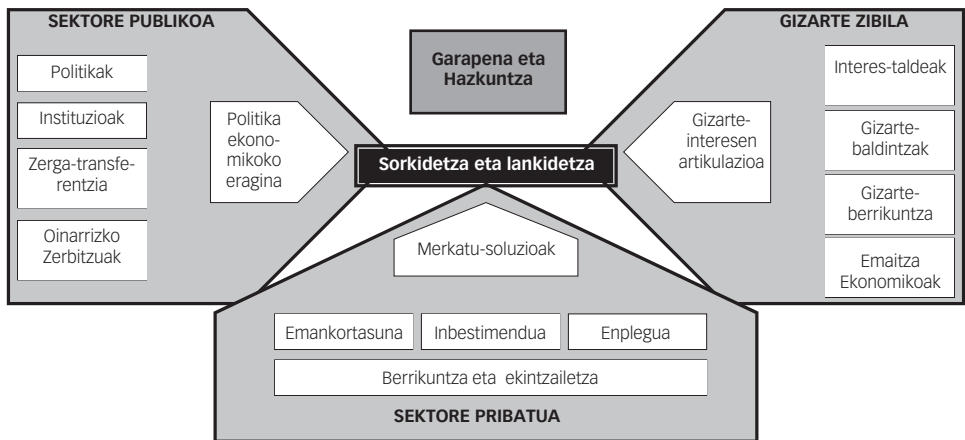 SEKTORE PUBLIKOA
Politikak
Instituzioak
Zerga-transfe-
rentzia
Oinarrizko
Zerbitzuak
Politika
ekono-
mikoko
eragina
Garapena eta
Hazkuntza
Sorkidetza eta lankidetza
GIZARTE ZIBILA
Interes-taldeak
Gizarte-
baldintzak
Gizarte-
berrikuntza
Emaitza
Ekonomikoak
Gizarte-
interesen
artikulazioa
Merkatu-soluzioak
Emankortasuna
Inbestimendua
Enplegua
Berrikuntza eta ekintzailetza
SEKTORE PRIBATUA